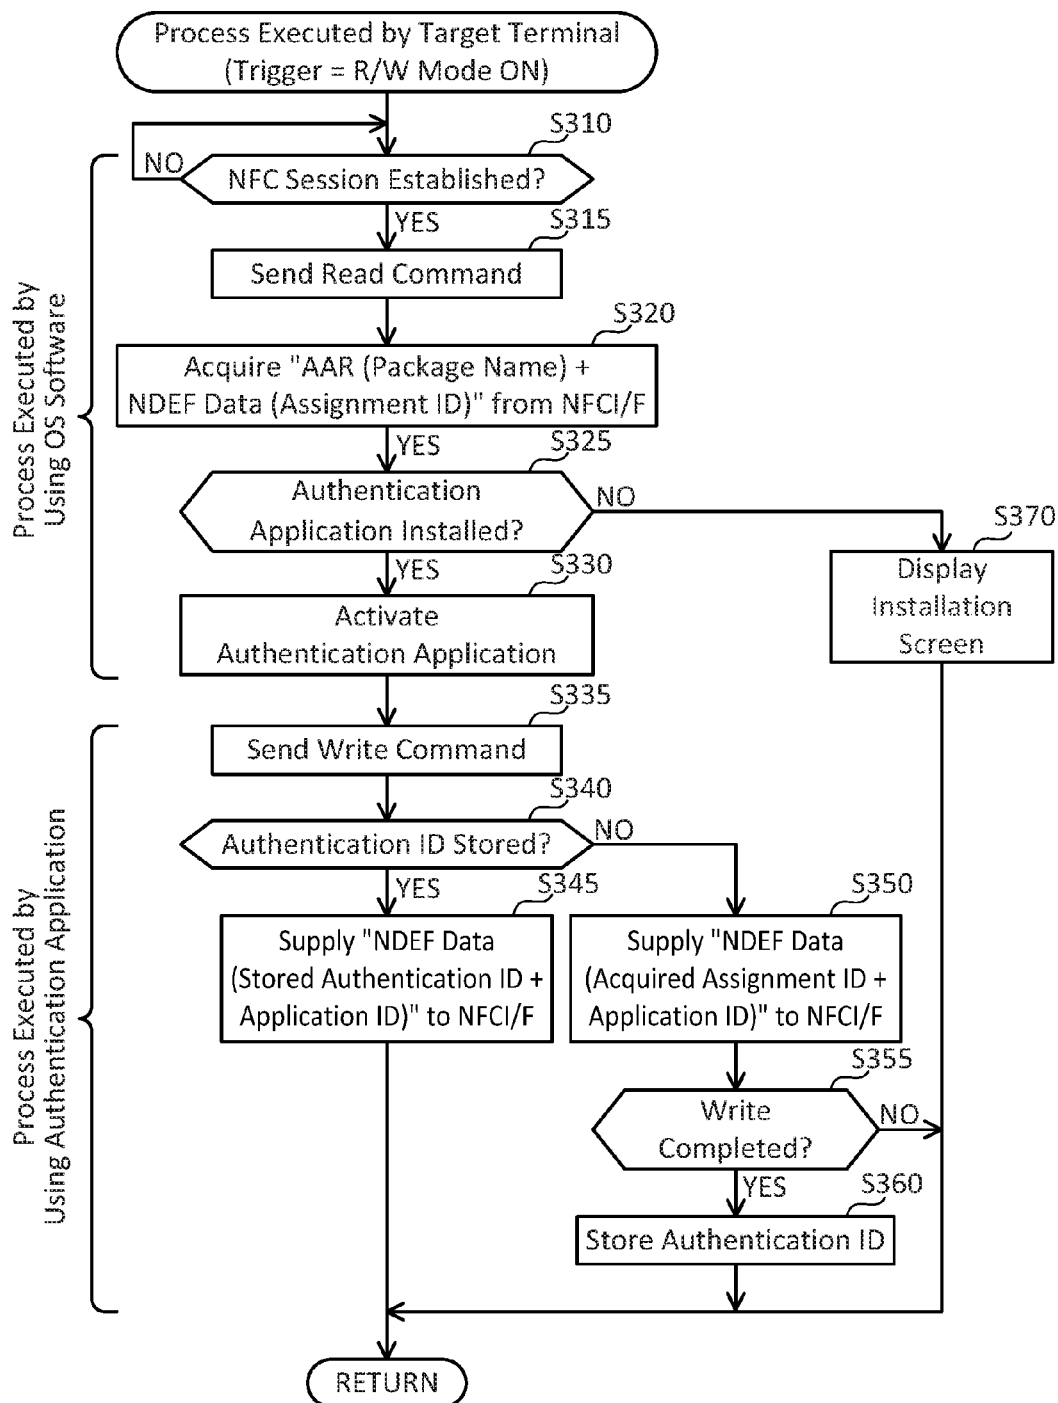 Process Executed by Target Terminal
(Trigger = R/W Mode ON)
S310
NO
NFC Session Established?
YES
S315
Send Read Command
S320
Acquire "AAR (Package Name) +
NDEF Data (Assignment ID)" from NFCI/F
YES
S325
Authentication
Application Installed?
NO
S370
Display
Installation
Screen
YES
S330
Activate
Authentication Application
Process Executed by
Using OS Software
S335
Send Write Command
S340
Authentication ID Stored?
NO
YES
S345
Supply "NDEF Data
(Stored Authentication ID +
Application ID)" to NFCI/F
S350
Supply "NDEF Data
(Acquired Assignment ID +
Application ID)" to NFCI/F
S355
Write
Completed?
NO
YES
S360
Store Authentication ID
Process Executed by
Using Authentication Application
RETURN